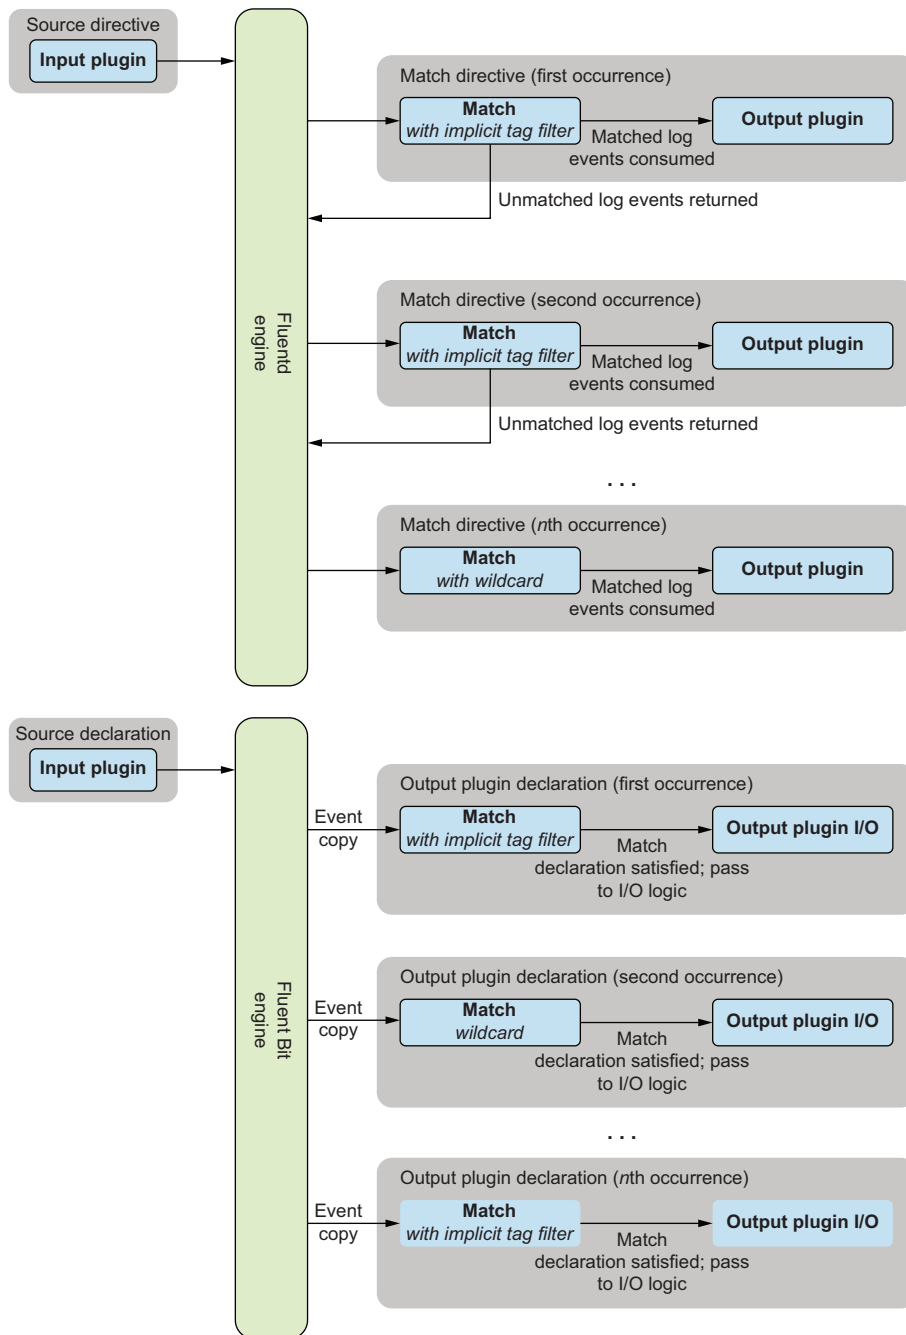 Source directive
Input plugin
Match directive (first occurrence)
Match
with implicit tag filter
Matched log
events consumed
Output plugin
Unmatched log events returned
Fluentd
engine
Match directive (second occurrence)
Match
with implicit tag filter
Matched log
events consumed
Output plugin
Unmatched log events returned
. . .
Match directive (nth occurrence)
Match
with wildcard
Matched log
events consumed
Output plugin
Source declaration
Input plugin
Fluent Bit
engine
Output plugin declaration (first occurrence)
Event
copy
Match
with implicit tag filter
Match
declaration satisfied; pass
to I/O logic
Output plugin I/O
Output plugin declaration (second occurrence)
Event
copy
Match
wildcard
Match
declaration satisfied; pass
to I/O logic
Output plugin I/O
. . .
Output plugin declaration (nth occurrence)
Event
copy
Match
with implicit tag filter
Match
declaration satisfied; pass
to I/O logic
Output plugin I/O